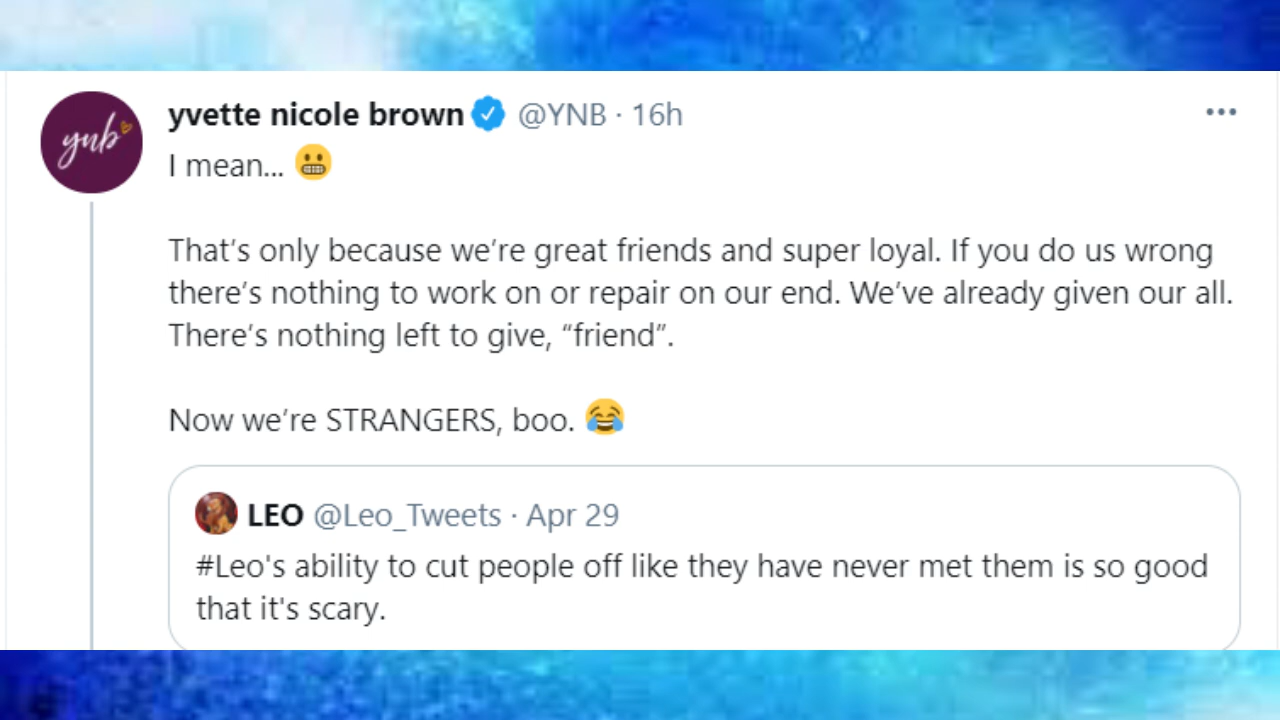 ynb
yvette nicole brown @YNB · 16h
I mean... 😬
That’s only because we’re great friends and super loyal. If you do us wrong
there’s nothing to work on or repair on our end. We’ve already given our all.
There’s nothing left to give, “friend”.
Now we’re STRANGERS, boo. 😂
LEO @Leo_Tweets · Apr 29
#Leo's ability to cut people off like they have never met them is so good
that it's scary.